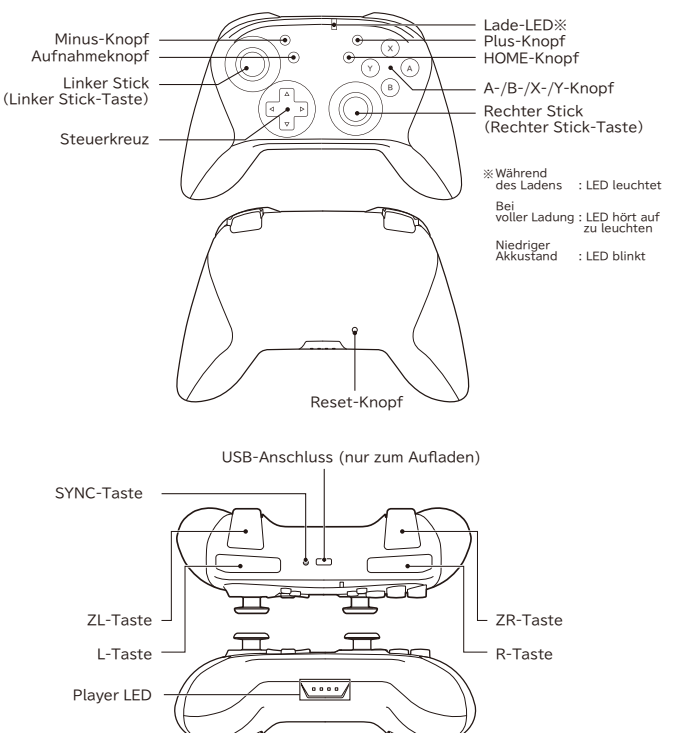 Lade-LED※
Minus-Knopf
Plus-Knopf
Aufnahmeknopf
HOME-Knopf
X
Y
A
B
Linker Stick
(Linker Stick-Taste)
A-/B-/X-/Y-Knopf
Rechter Stick
(Rechter Stick-Taste)
Steuerkreuz
※Während
des Ladens : LED leuchtet
Bei
voller Ladung : LED hört auf
zu leuchten
Niedriger
Akkustand : LED blinkt
Reset-Knopf
USB-Anschluss (nur zum Aufladen)
SYNC-Taste
ZL-Taste
ZR-Taste
L-Taste
R-Taste
Player LED